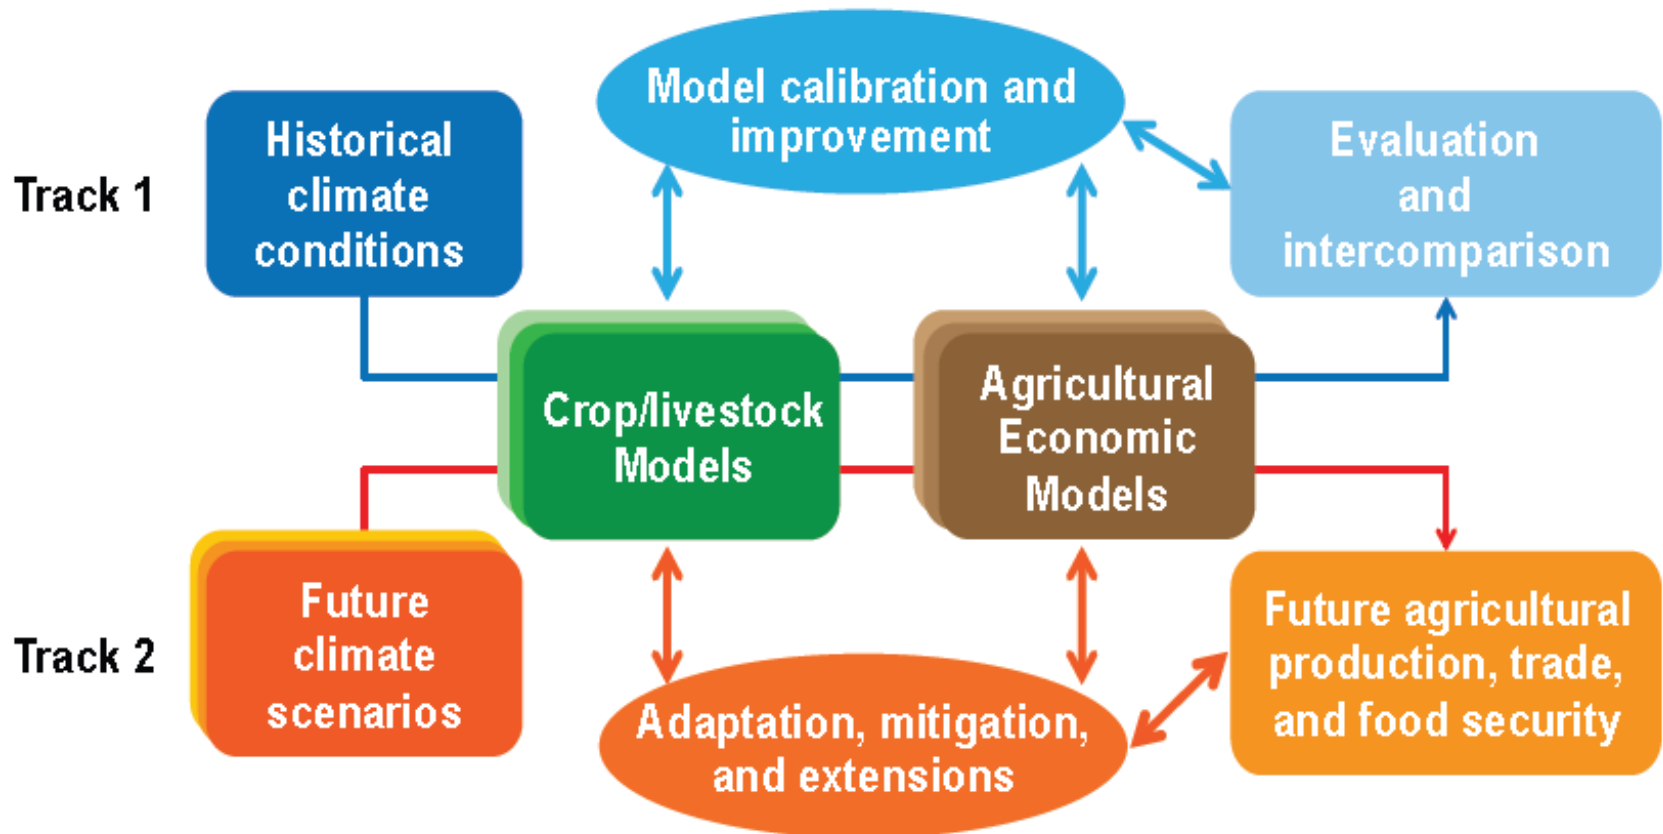 Track 1
Historical
climate
conditions
Model calibration and
improvement
Evaluation
and
intercomparison
Crop/livestock
Models
Agricultural
Economic
Models
Track 2
Future
climate
scenarios
Adaptation, mitigation,
and extensions
Future agricultural
production, trade,
and food security